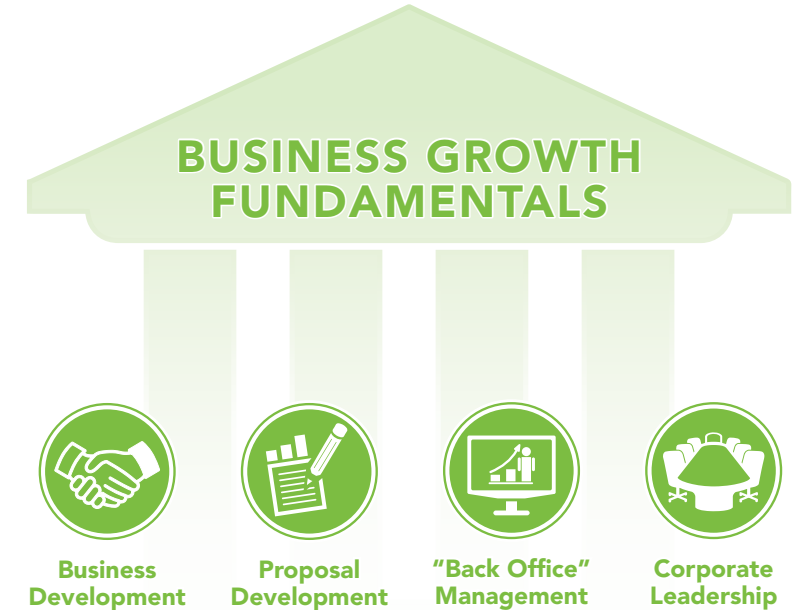 BUSINESS GROWTH
FUNDAMENTALS
Business
Development
Proposal
Development
“Back Office”
Management
Corporate
Leadership